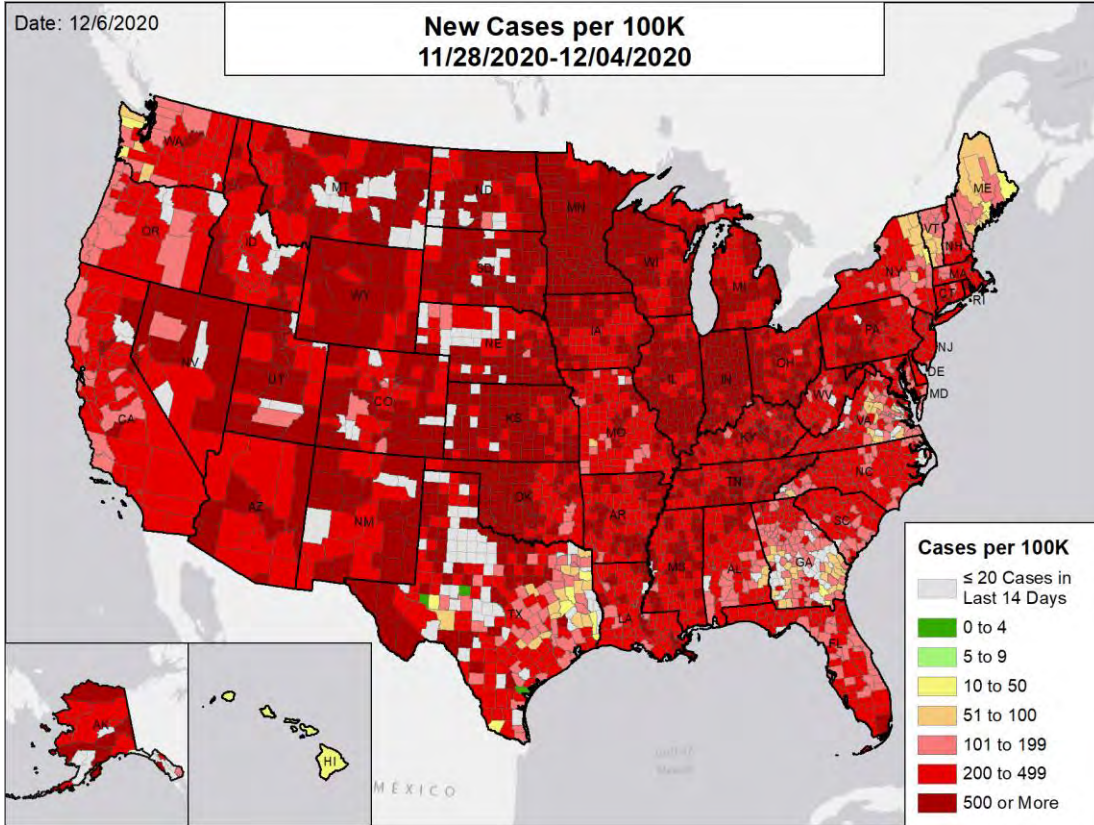 Date: 12/6/2020
New Cases per 100K
11/28/2020-12/04/2020
WA
MT
ND
MN
ME
OR
ID
SD
WI
VT
NH
NY
MA
WY
MI
CT
RI
IA
PA
NE
NJ
NV
OH
DE
UT
IL
IN
MD
CO
WV
CA
KS
MO
VA
KY
NC
TN
OK
AZ
NM
AR
SC
MS
AL
GA
TX
LA
FL
AK
HI
MÉXICO
Gulf of
Cases per 100K
≤ 20 Cases in
Last 14 Days
0 to 4
5 to 9
10 to 50
51 to 100
101 to 199
200 to 499
500 or More